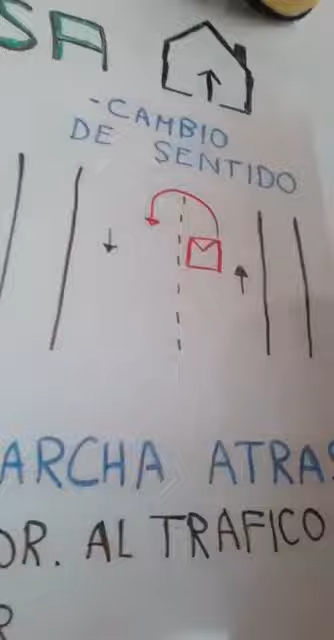 SA
-CAMBIO
DE SENTIDO
ARCHA ATRAS
OR. AL TRAFICO
R